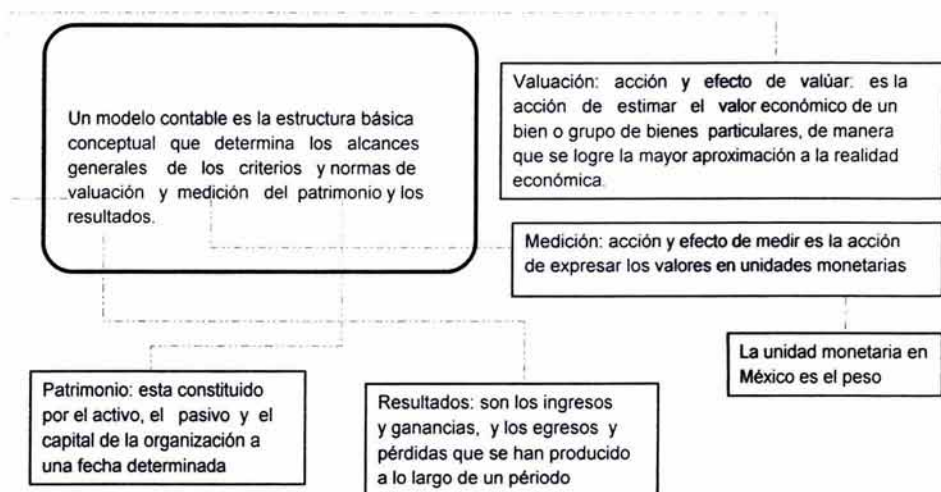 Un modelo contable es la estructura básica
conceptual que determina los alcances
generales de los criterios y normas de
valuación y medición del patrimonio y los
resultados.
Valuación: acción y efecto de valúar: es la
acción de estimar el valor económico de un
bien o grupo de bienes particulares, de manera
que se logre la mayor aproximación a la realidad
económica.
Medición: acción y efecto de medir es la acción
de expresar los valores en unidades monetarias
La unidad monetaria en
México es el peso
Patrimonio: esta constituido
por el activo, el pasivo y el
capital de la organización a
una fecha determinada
Resultados: son los ingresos
y ganancias, y los egresos y
pérdidas que se han producido
a lo largo de un período